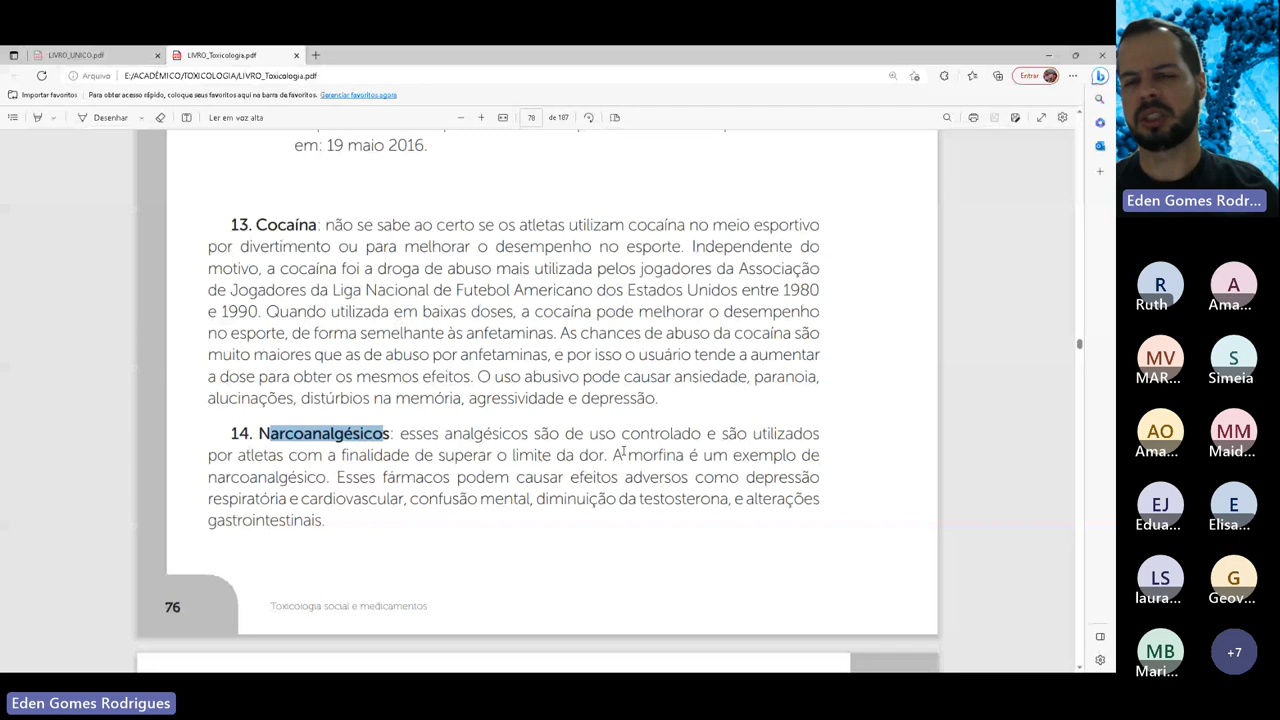 LIVRO_UNICO.pdf
LIVRO_Toxicologia.pdf
Arquivo E:/ACADÊMICO/TOXICOLOGIA/LIVRO_Toxicologia.pdf
Entrar
Importar favoritos Para obter acesso rápido, coloque seus favoritos aqui na barra de favoritos. Gerenciar favoritos agora
Desenhar Ler em voz alta 78 de 187
em: 19 maio 2016.
13. Cocaína: não se sabe ao certo se os atletas utilizam cocaína no meio esportivo
por divertimento ou para melhorar o desempenho no esporte. Independente do
motivo, a cocaína foi a droga de abuso mais utilizada pelos jogadores da Associação
de Jogadores da Liga Nacional de Futebol Americano dos Estados Unidos entre 1980
e 1990. Quando utilizada em baixas doses, a cocaína pode melhorar o desempenho
no esporte, de forma semelhante às anfetaminas. As chances de abuso da cocaína são
muito maiores que as de abuso por anfetaminas, e por isso o usuário tende a aumentar
a dose para obter os mesmos efeitos. O uso abusivo pode causar ansiedade, paranoia,
alucinações, distúrbios na memória, agressividade e depressão.
14. Narcoanalgésicos: esses analgésicos são de uso controlado e são utilizados
por atletas com a finalidade de superar o limite da dor. A morfina é um exemplo de
narcoanalgésico. Esses fármacos podem causar efeitos adversos como depressão
respiratória e cardiovascular, confusão mental, diminuição da testosterona, e alterações
gastrointestinais.
76
Toxicologia social e medicamentos
Eden Gomes Rodr...
R A
Ruth Ama...
MV S
MAR... Simeia
AO MM
Ama... Maid...
EJ E
Edua... Elisa...
LS G
laura... Geov...
MB +7
Mari...
Eden Gomes Rodrigues